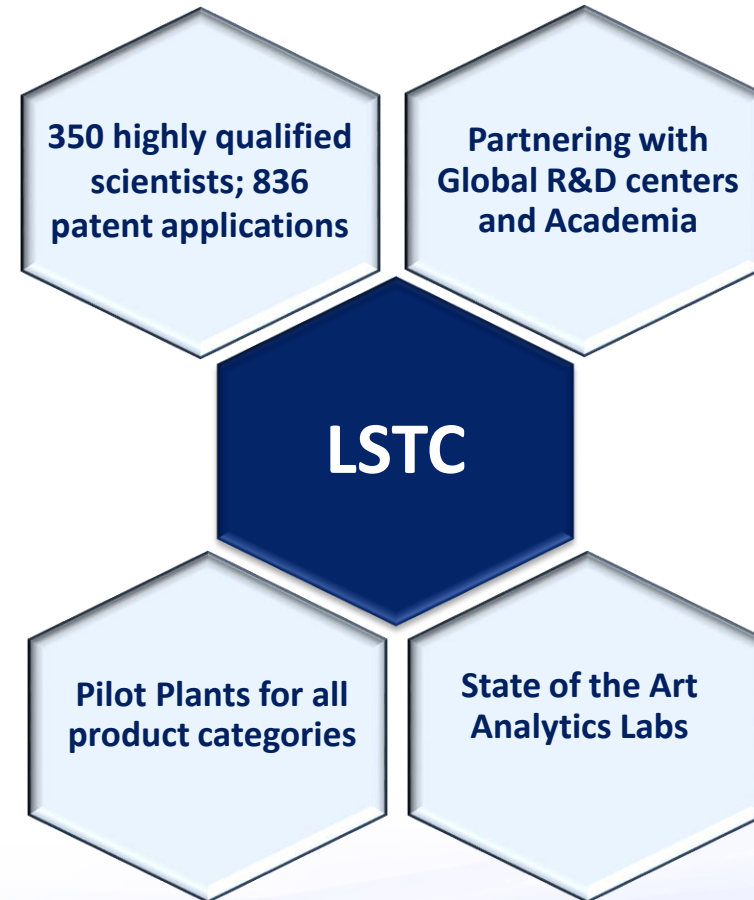 350 highly qualified
scientists; 836
patent applications
Partnering with
Global R&D centers
and Academia
LSTC
Pilot Plants for all
product categories
State of the Art
Analytics Labs